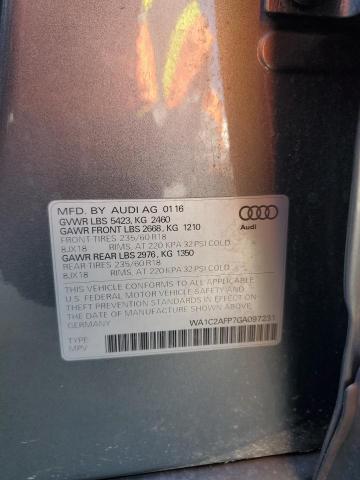 MFD. BY AUDI AG 01 16
GVWR LBS 5423, KG 2460
GAWR FRONT LBS 2668, KG 1210
FRONT TIRES 235/60 R18
8JX18 RIMS, AT 220 KPA 32 PSI COLD
GAWR REAR LBS 2976, KG 1350
REAR TIRES 235/60 R18
8JX18 RIMS, AT 220 KPA 32 PSI COLD
Audi
THIS VEHICLE CONFORMS TO ALL APPLICABLE
U.S. FEDERAL MOTOR VEHICLE SAFETY AND
THEFT PREVENTION STANDARDS IN EFFECT ON
THE DATE OF MANUFACTURE SHOWN ABOVE
GERMANY WA1C2AFP7GA097231
TYPE:
MPV